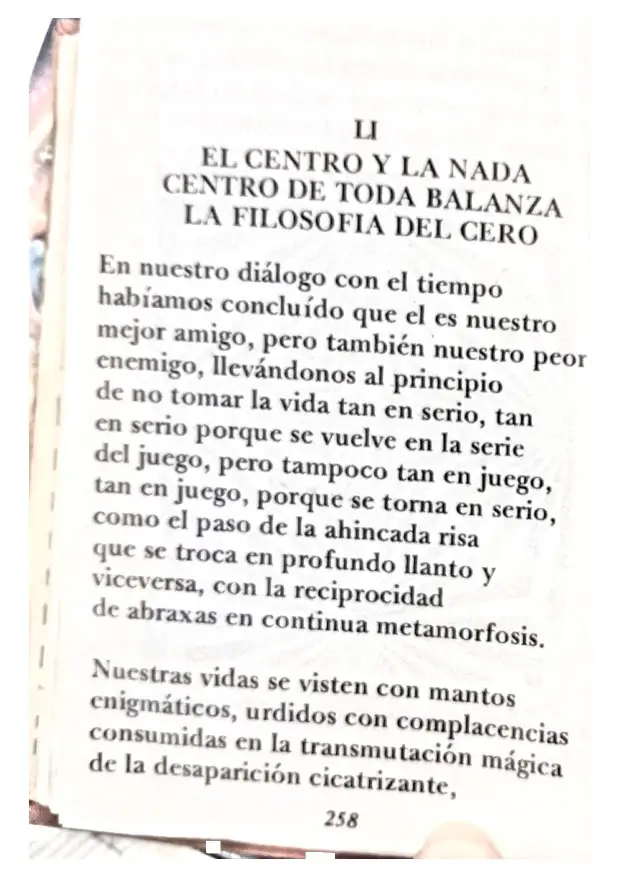 LI
EL CENTRO Y LA NADA
CENTRO DE TODA BALANZA
LA FILOSOFIA DEL CERO
En nuestro diálogo con el tiempo
habíamos concluído que el es nuestro
mejor amigo, pero también nuestro peor
enemigo, llevándonos al principio
de no tomar la vida tan en serio, tan
en serio porque se vuelve en la serie
del juego, pero tampoco tan en juego,
tan en juego, porque se torna en serio,
como el paso de la ahincada risa
que se troca en profundo llanto y
viceversa, con la reciprocidad
de abraxas en continua metamorfosis.
Nuestras vidas se visten con mantos
enigmáticos, urdidos con complacencias
consumidas en la transmutación mágica
de la desaparición cicatrizante,
258